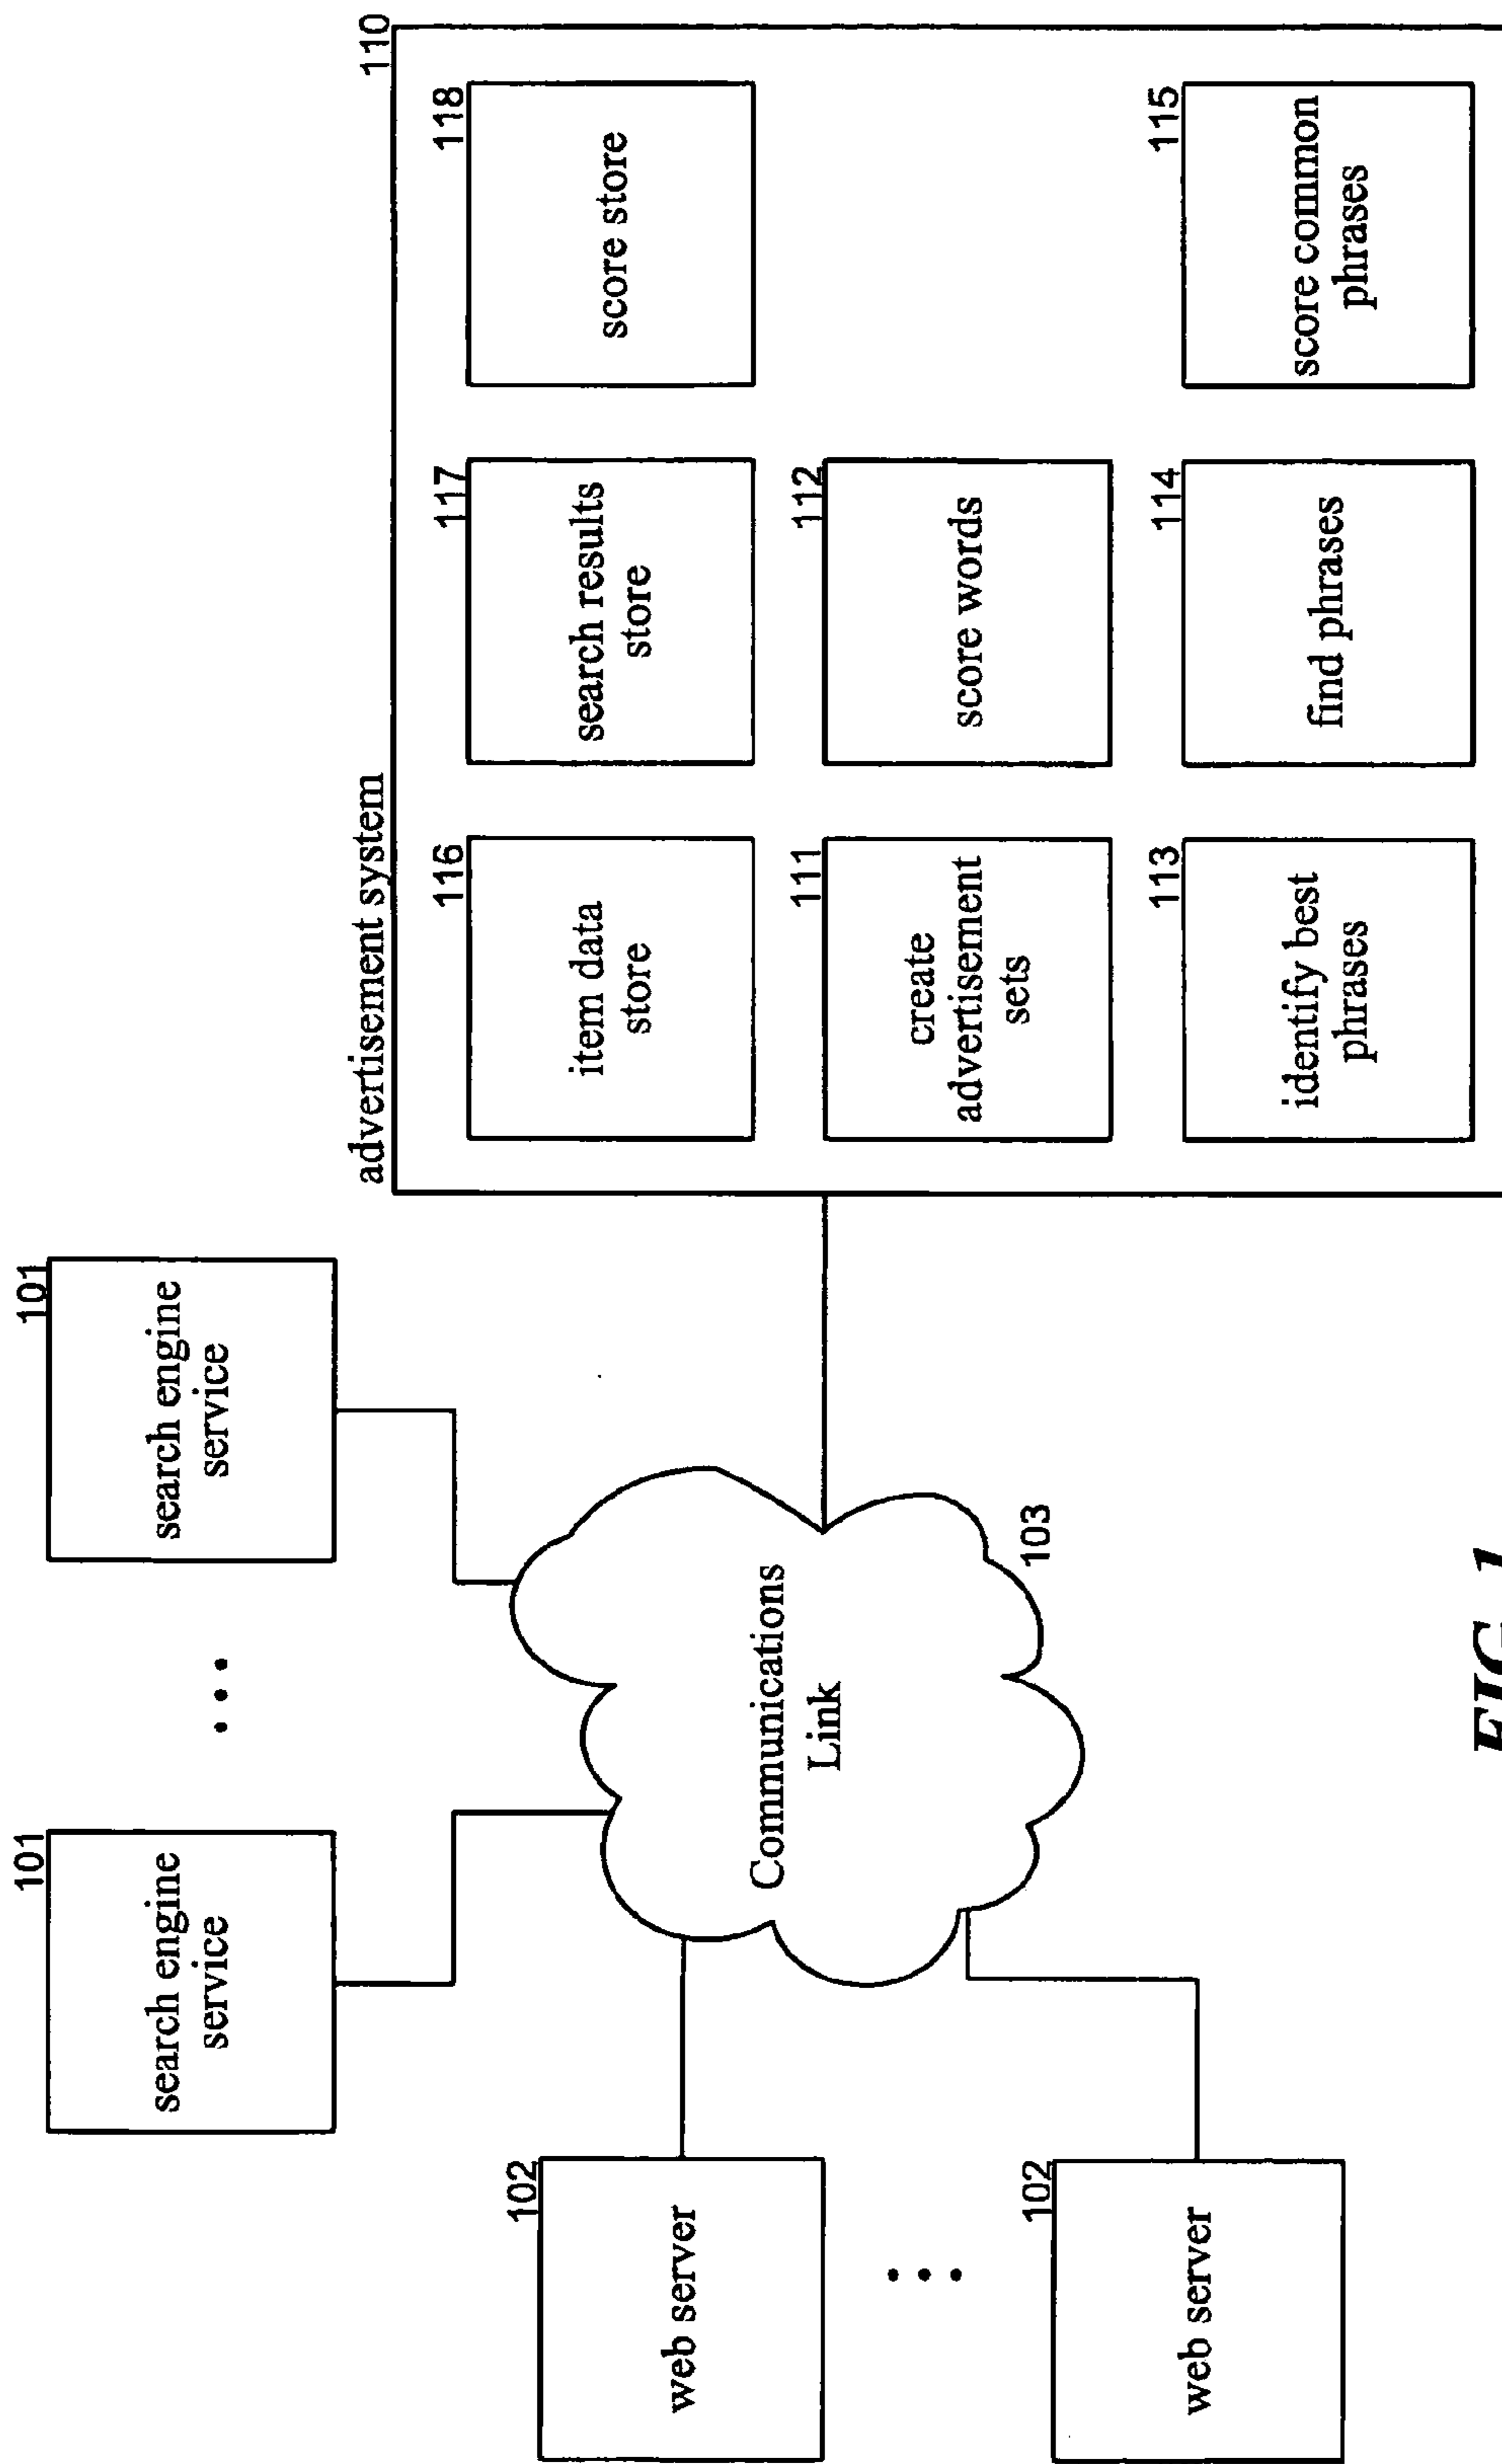 101
search engine
service
...
101
search engine
service
102
web server
...
102
web server
Communications
Link
103
advertisement system
110
116
item data
store
117
search results
store
118
score store
111
create
advertisement
sets
112
score words
113
identify best
phrases
114
find phrases
115
score common
phrases
FIG. 1